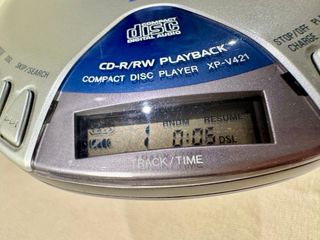 COMPACT
disc
DIGITAL AUDIO
CD-R/RW PLAYBACK
COMPACT DISC PLAYER XP-V421
SKIP/SEARCH
STOP/CHG
OFF
RNDM RESUME
1 0:05 DSL
TRACK/TIME